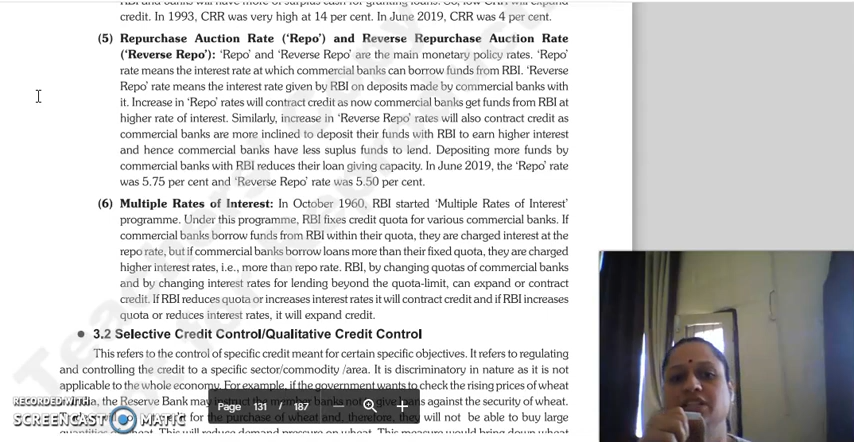 credit. In 1993, CRR was very high at 14 per cent. In June 2019, CRR was 4 per cent.
(5) Repurchase Auction Rate ('Repo') and Reverse Repurchase Auction Rate
('Reverse Repo'): 'Repo' and 'Reverse Repo' are the main monetary policy rates. 'Repo'
rate means the interest rate at which commercial banks can borrow funds from RBI. 'Reverse
Repo' rate means the interest rate given by RBI on deposits made by commercial banks with
it. Increase in 'Repo' rates will contract credit as now commercial banks get funds from RBI at
higher rate of interest. Similarly, increase in 'Reverse Repo' rates will also contract credit as
commercial banks are more inclined to deposit their funds with RBI to earn higher interest
and hence commercial banks have less suplus funds to lend. Depositing more funds by
commercial banks with RBI reduces their loan giving capacity. In June 2019, the 'Repo' rate
was 5.75 per cent and 'Reverse Repo' rate was 5.50 per cent.
(6) Multiple Rates of Interest: In October 1960, RBI started 'Multiple Rates of Interest'
programme. Under this programme, RBI fixes credit quota for various commercial banks. If
commercial banks borrow funds from RBI within their quota, they are charged interest at the
repo rate, but if commercial banks borrow loans more than their fixed quota, they are charged
higher interest rates, i.e., more than repo rate. RBI, by changing quotas of commercial banks
and by changing interest rates for lending beyond the quota-limit, can expand or contract
credit. If RBI reduces quota or increases interest rates it will contract credit and if RBI increases
quota or reduces interest rates, it will expand credit.
● 3.2 Selective Credit Control/Qualitative Credit Control
This refers to the control of specific credit meant for certain specific objectives. It refers to regulating
and controlling the credit to a specific sector/commodity /area. It is discriminatory in nature as it is not
applicable to the whole economy. For example, if the government wants to check the rising prices of wheat
the Reserve Bank may instruct the member banks not give loans against the security of wheat.
for the purchase of wheat and, therefore, they will not be able to buy large
Page 131 / 187
RECORDED WITH
SCREENCAST MATIC